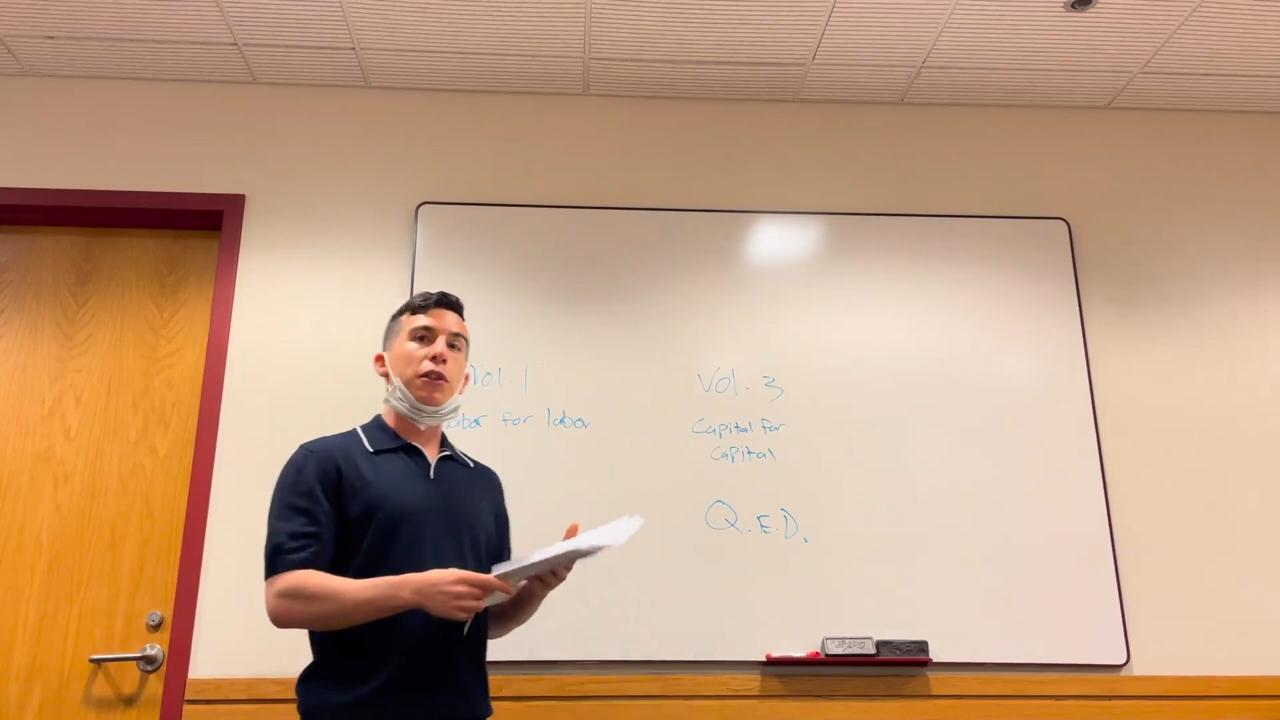 Vol. 1
labor for labor
Vol. 3
Capital for
Capital
Q.E.D.